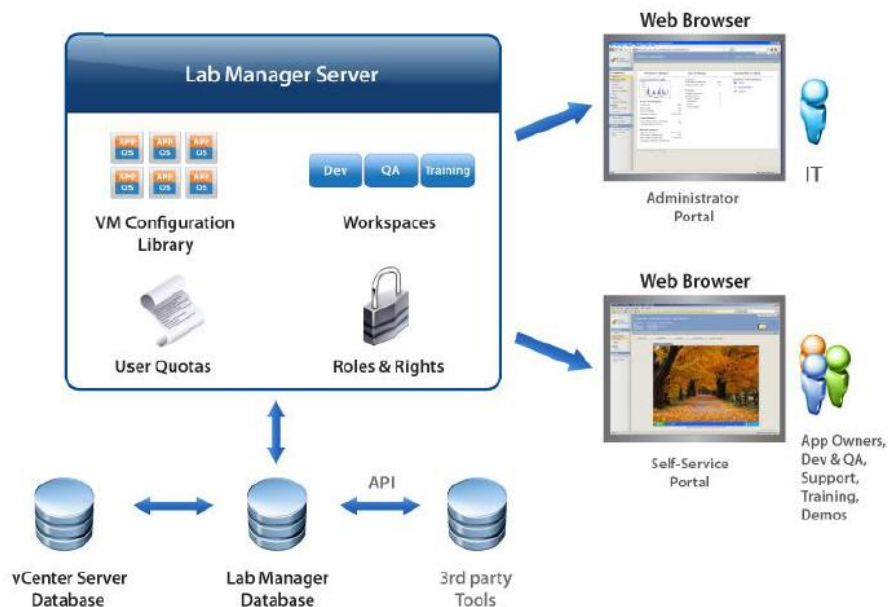 Web Browser
Lab Manager Server
APP APP APP
OS OS OS
APP APP APP
OS OS OS
Dev QA Training
VM Configuration
Library
Workspaces
User Quotas
Roles & Rights
IT
Administrator
Portal
Web Browser
Self-Service
Portal
App Owners,
Dev & QA,
Support,
Training,
Demos
API
vCenter Server
Database
Lab Manager
Database
3rd party
Tools